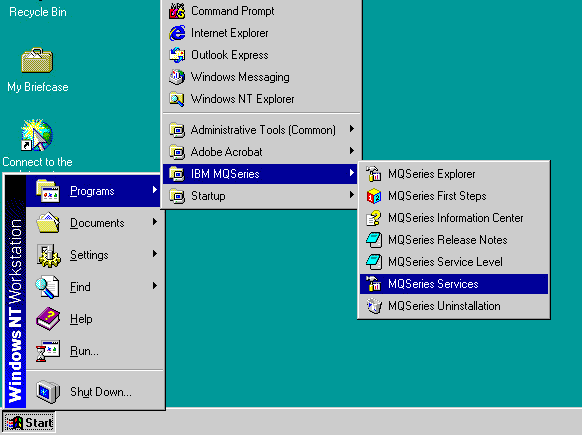 Recycle Bin
My Briefcase
Connect to the
Command Prompt
Internet Explorer
Outlook Express
Windows Messaging
Windows NT Explorer
Administrative Tools (Common)
Adobe Acrobat
IBM MQSeries
Startup
MQSeries Explorer
MQSeries First Steps
MQSeries Information Center
MQSeries Release Notes
MQSeries Service Level
MQSeries Services
MQSeries Uninstallation
Windows NT Workstation
Programs
Documents
Settings
Find
Help
Run...
Shut Down...
Start